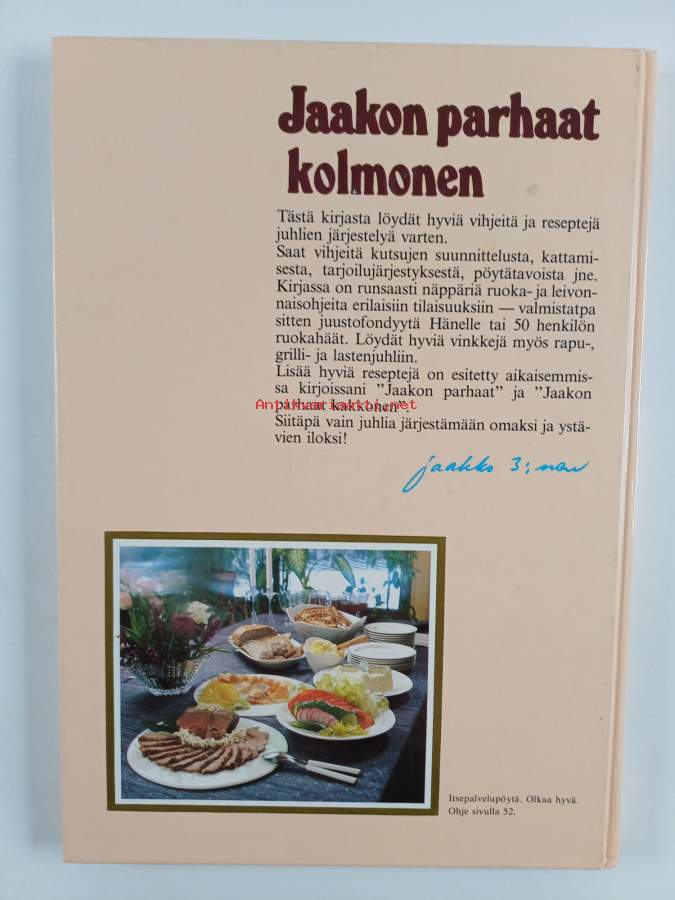 Jaakon parhaat
kolmonen
Tästä kirjasta löydät hyviä vihjeitä ja reseptejä
juhlien järjestelyä varten.
Saat vihjeitä kutsujen suunnittelusta, kattami-
sesta, tarjoilujärjestyksestä, pöytätavoista jne.
Kirjassa on runsaasti näppäriä ruoka- ja leivon-
naisohjeita erilaisiin tilaisuuksiin — valmistatpa
sitten juustofondyytä Hänelle tai 50 henkilön
ruokahäät. Löydät hyviä vinkkejä myös rapu-,
grilli- ja lastenjuhliin.
Lisää hyviä reseptejä on esitetty aikaisemmis-
sa kirjoissani ”Jaakon parhaat” ja ”Jaakon
parhaat kakkonen”.
Antikvariaatti.net
Siitäpä vain juhlia järjestämään omaksi ja ystä-
vien iloksi!
jaakko 3:nen
Itsepalvelupöytä. Olkaa hyvä.
Ohje sivulla 52.